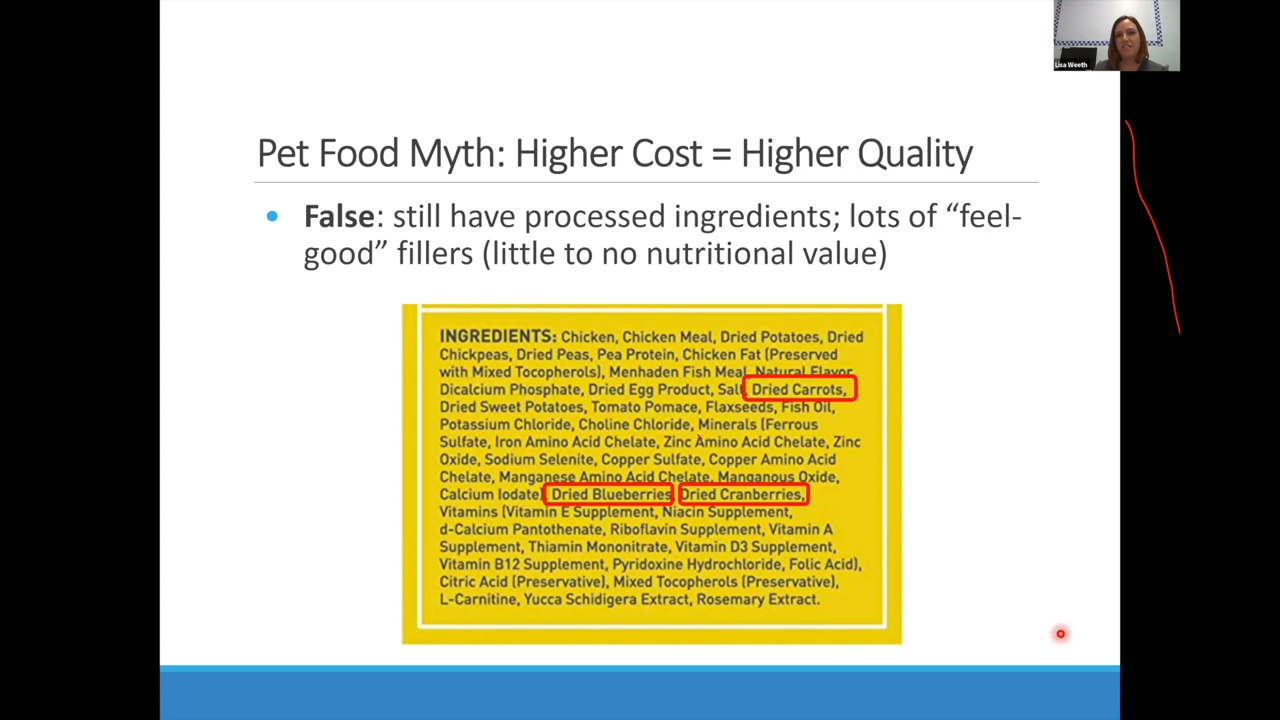 Lisa Weeth
Pet Food Myth: Higher Cost = Higher Quality
• False: still have processed ingredients; lots of “feel-
good” fillers (little to no nutritional value)
INGREDIENTS: Chicken, Chicken Meal, Dried Potatoes, Dried
Chickpeas, Dried Peas, Pea Protein, Chicken Fat (Preserved
with Mixed Tocopherols), Menhaden Fish Meal, Natural Flavor,
Dicalcium Phosphate, Dried Egg Product, Salt, Dried Carrots,
Dried Sweet Potatoes, Tomato Pomace, Flaxseeds, Fish Oil,
Potassium Chloride, Choline Chloride, Minerals (Ferrous
Sulfate, Iron Amino Acid Chelate, Zinc Amino Acid Chelate, Zinc
Oxide, Sodium Selenite, Copper Sulfate, Copper Amino Acid
Chelate, Manganese Amino Acid Chelate, Manganous Oxide,
Calcium Iodate), Dried Blueberries, Dried Cranberries,
Vitamins (Vitamin E Supplement, Niacin Supplement,
d-Calcium Pantothenate, Riboflavin Supplement, Vitamin A
Supplement, Thiamin Mononitrate, Vitamin D3 Supplement,
Vitamin B12 Supplement, Pyridoxine Hydrochloride, Folic Acid),
Citric Acid (Preservative), Mixed Tocopherols (Preservative),
L-Carnitine, Yucca Schidigera Extract, Rosemary Extract.